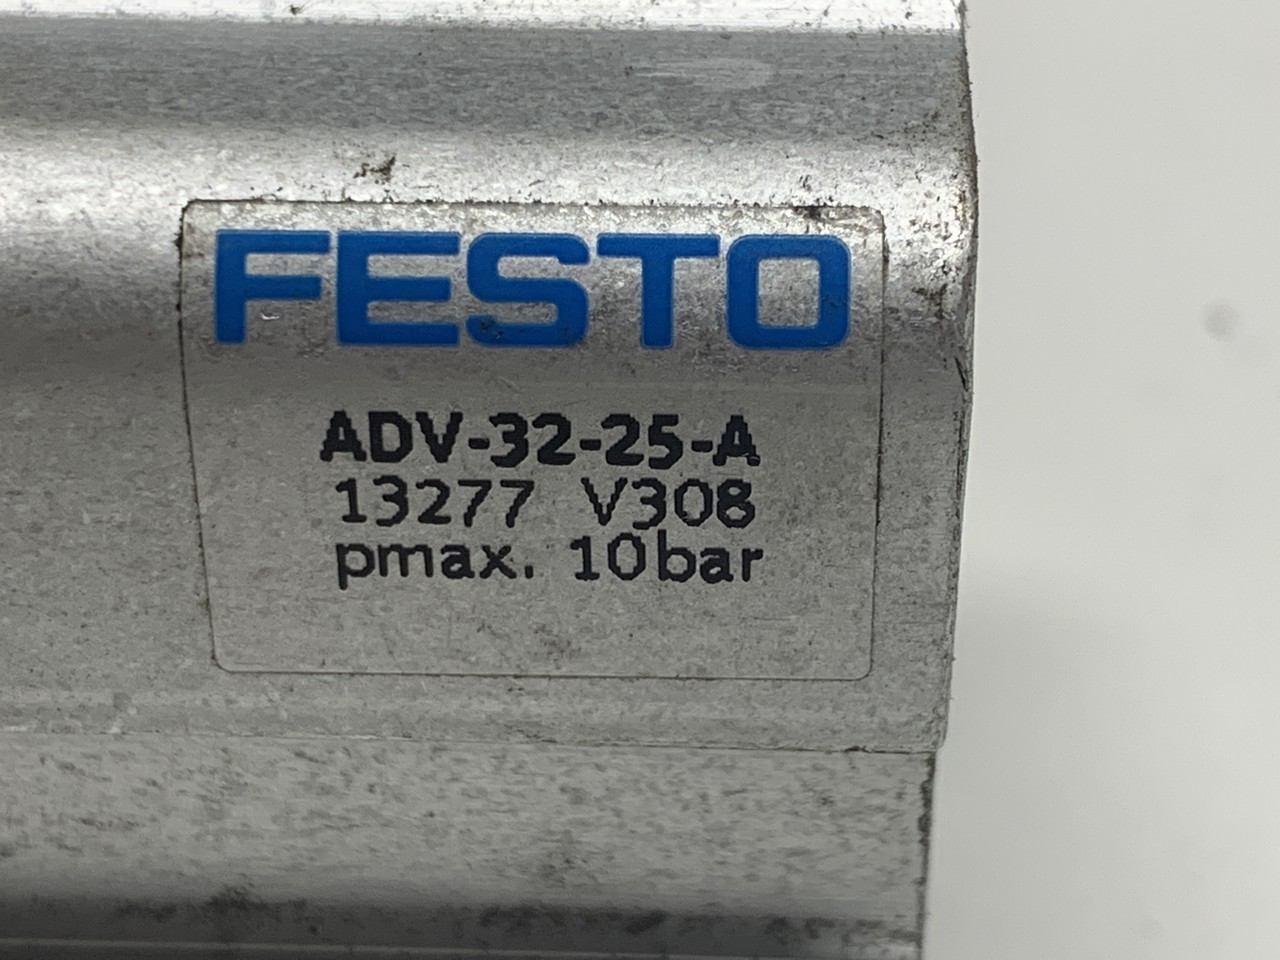 FESTO
ADV-32-25-A
13277 V308
pmax. 10bar